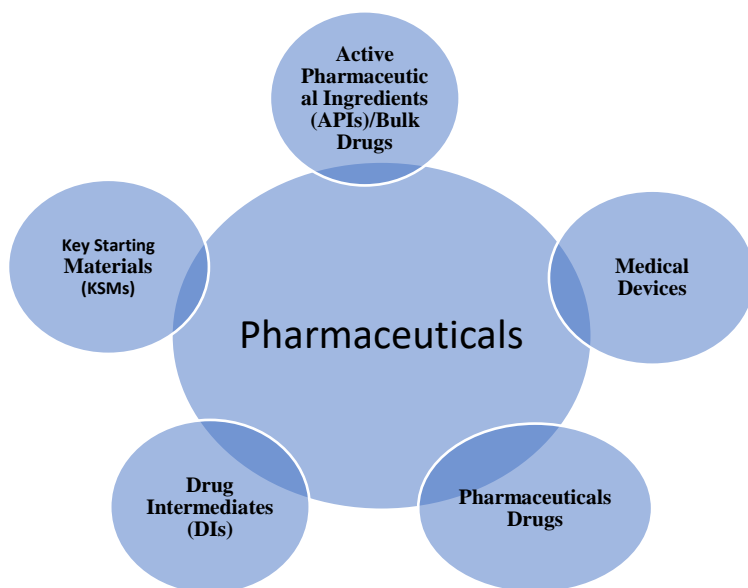 Active
Pharmaceutic
al Ingredients
(APIs)/Bulk
Drugs
Key Starting
Materials
(KSMs)
Medical
Devices
Pharmaceuticals
Drug
Intermediates
(DIs)
Pharmaceuticals
Drugs